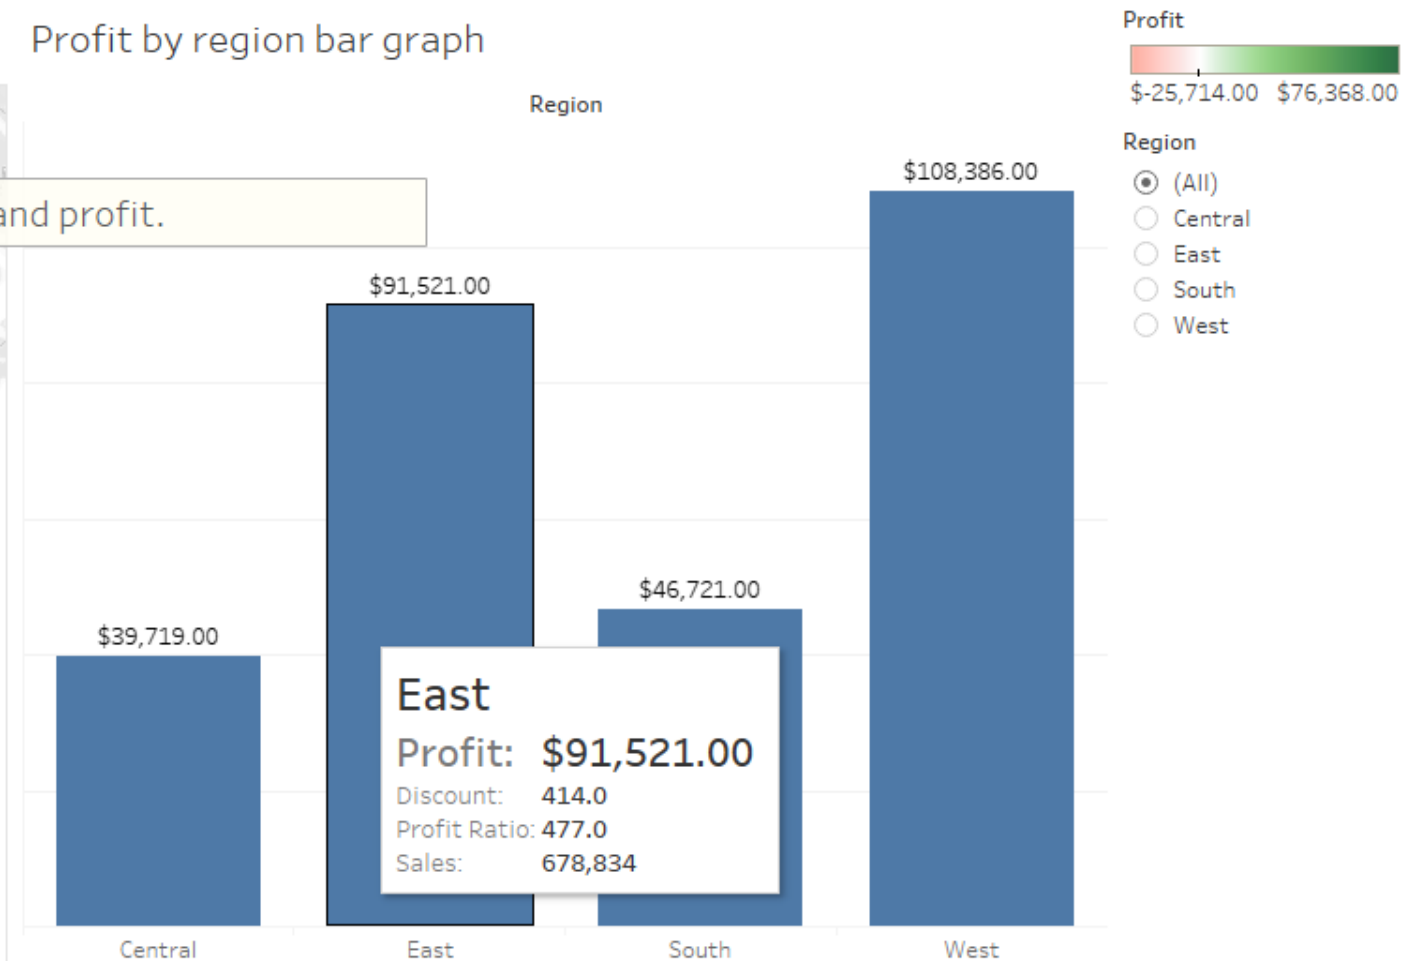 Profit by region bar graph
Region
and profit.
$108,386.00
$91,521.00
$46,721.00
$39,719.00
East
Profit: $91,521.00
Discount: 414.0
Profit Ratio: 477.0
Sales: 678,834
Central East South West
Profit
$-25,714.00 $76,368.00
Region
(All)
Central
East
South
West